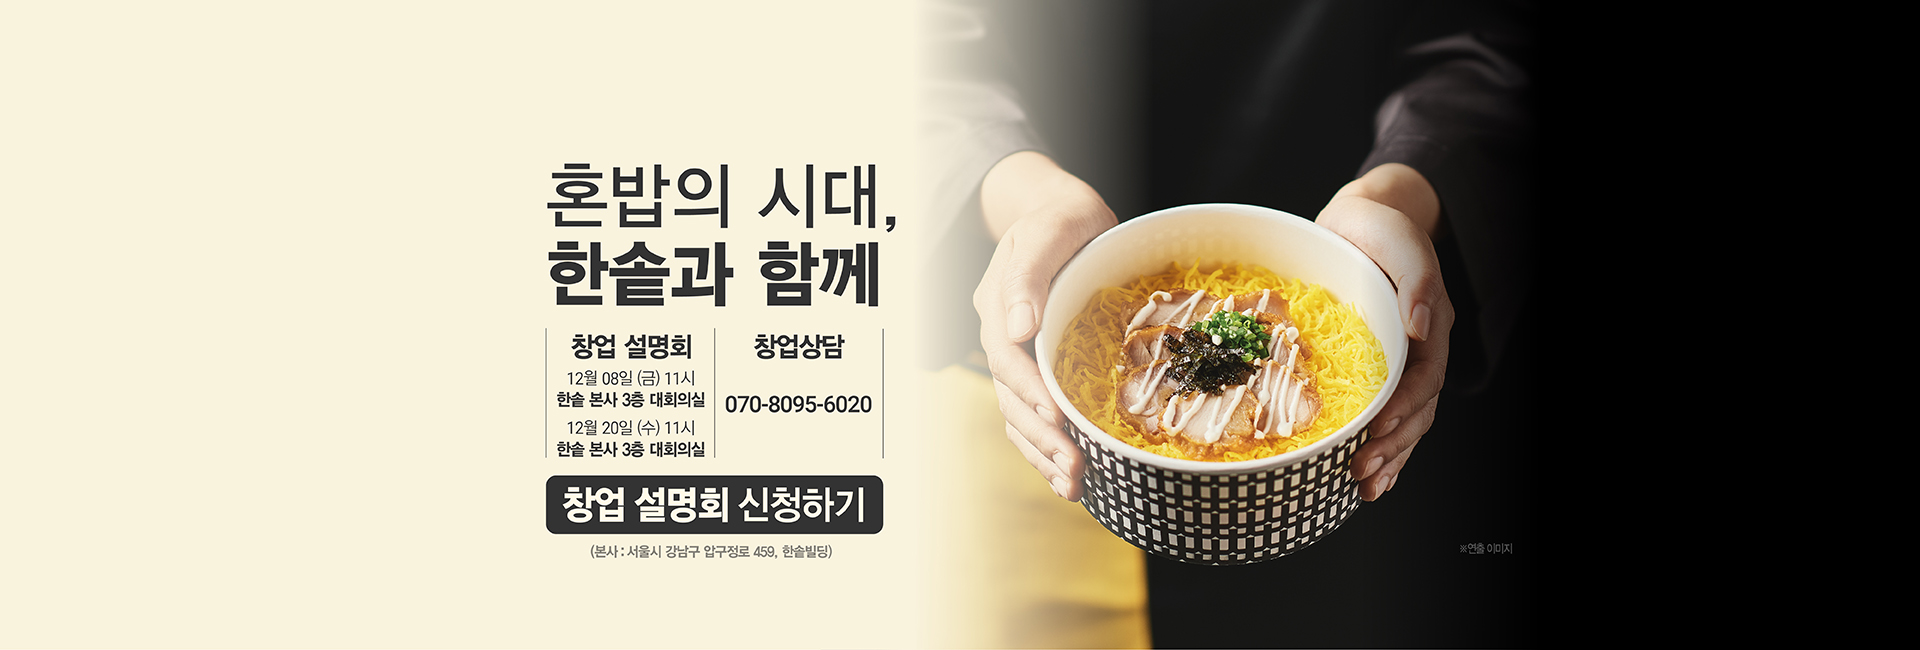 혼밥의 시대,
한솥과 함께
창업 설명회
12월 08일 (금) 11시
한솥 본사 3층 대회의실
12월 20일 (수) 11시
한솥 본사 3층 대회의실
창업상담
070-8095-6020
창업 설명회 신청하기
(본사 : 서울시 강남구 압구정로 459, 한솔빌딩)
※연출 이미지